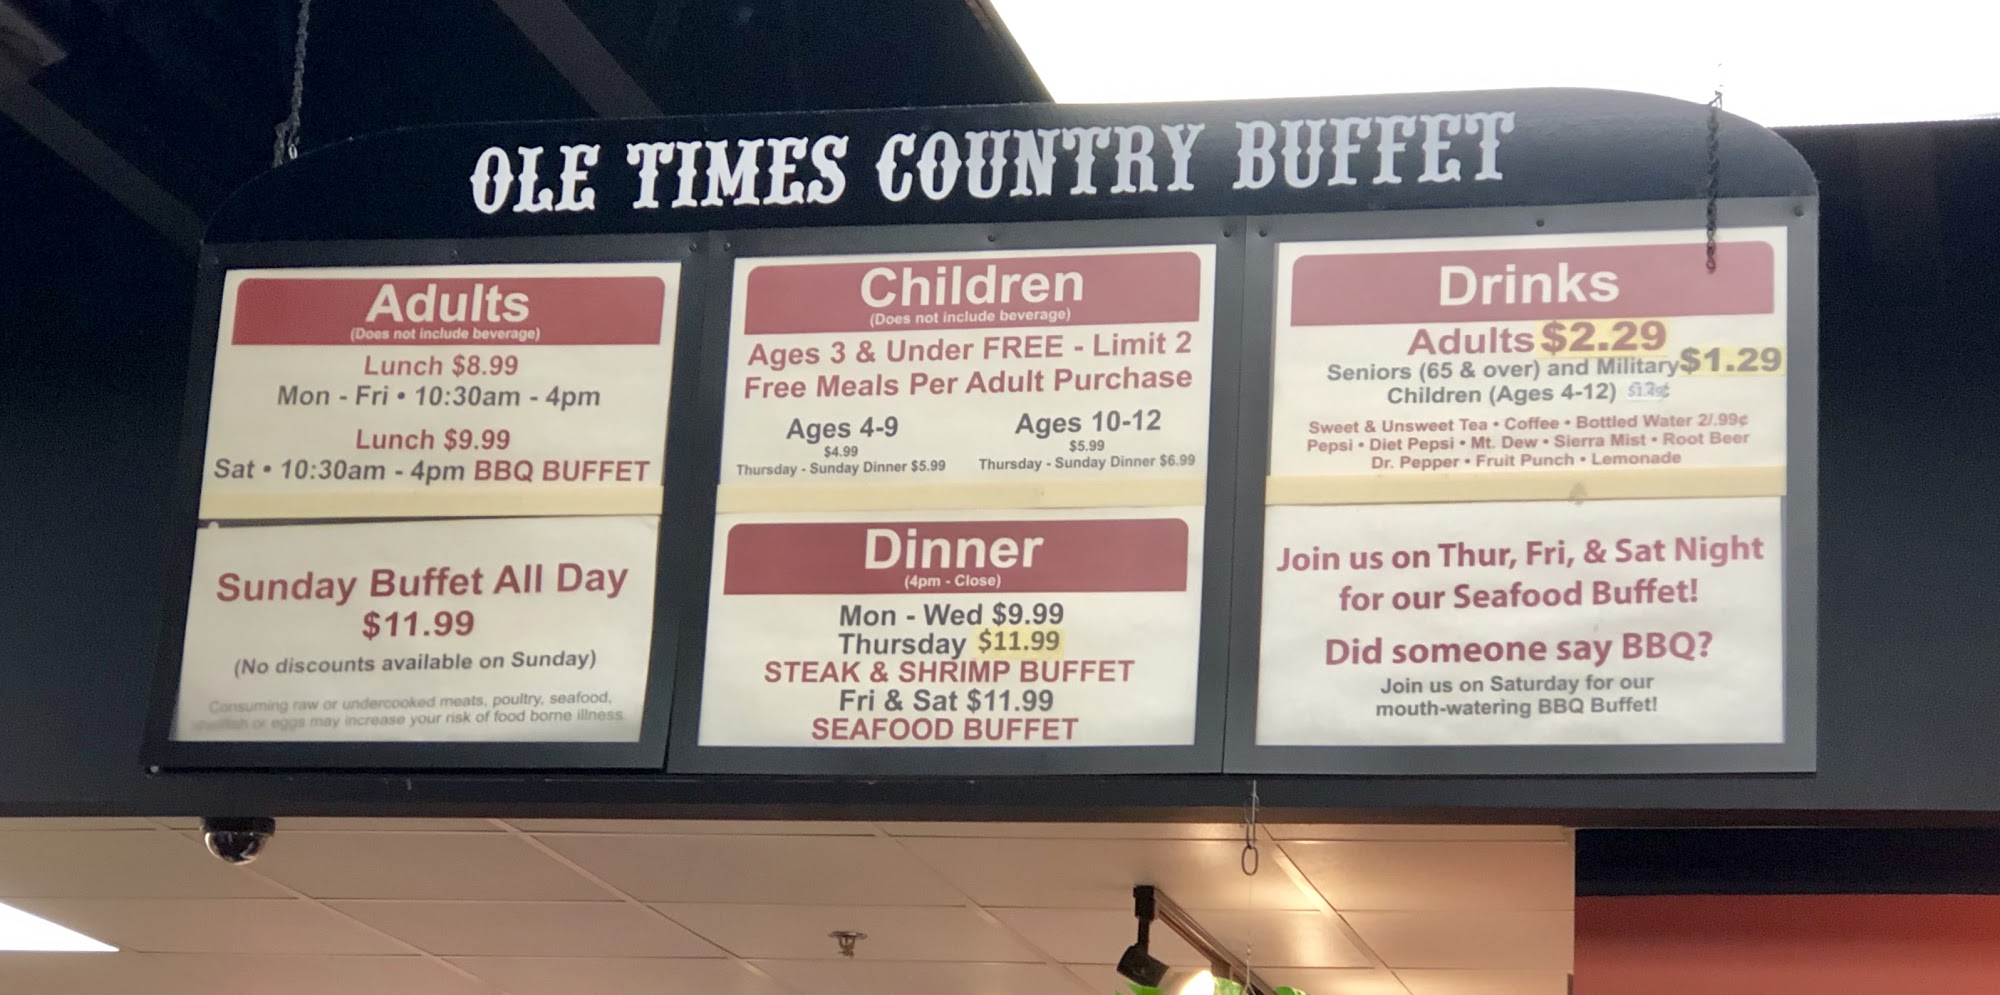 OLE TIMES COUNTRY BUFFET
Adults
(Does not include beverage)
Lunch $8.99
Mon - Fri • 10:30am - 4pm
Lunch $9.99
Sat • 10:30am - 4pm BBQ BUFFET
Sunday Buffet All Day
$11.99
(No discounts available on Sunday)
Consuming raw or undercooked meats, poultry, seafood,
shellfish or eggs may increase your risk of food borne illness.
Children
(Does not include beverage)
Ages 3 & Under FREE - Limit 2
Free Meals Per Adult Purchase
Ages 4-9
$4.99
Thursday - Sunday Dinner $5.99
Ages 10-12
$5.99
Thursday - Sunday Dinner $6.99
Dinner
(4pm - Close)
Mon - Wed $9.99
Thursday $11.99
STEAK & SHRIMP BUFFET
Fri & Sat $11.99
SEAFOOD BUFFET
Drinks
Adults $2.29
Seniors (65 & over) and Military $1.29
Children (Ages 4-12)
Sweet & Unsweet Tea • Coffee • Bottled Water 2/.99¢
Pepsi • Diet Pepsi • Mt. Dew • Sierra Mist • Root Beer
Dr. Pepper • Fruit Punch • Lemonade
Join us on Thur, Fri, & Sat Night
for our Seafood Buffet!
Did someone say BBQ?
Join us on Saturday for our
mouth-watering BBQ Buffet!